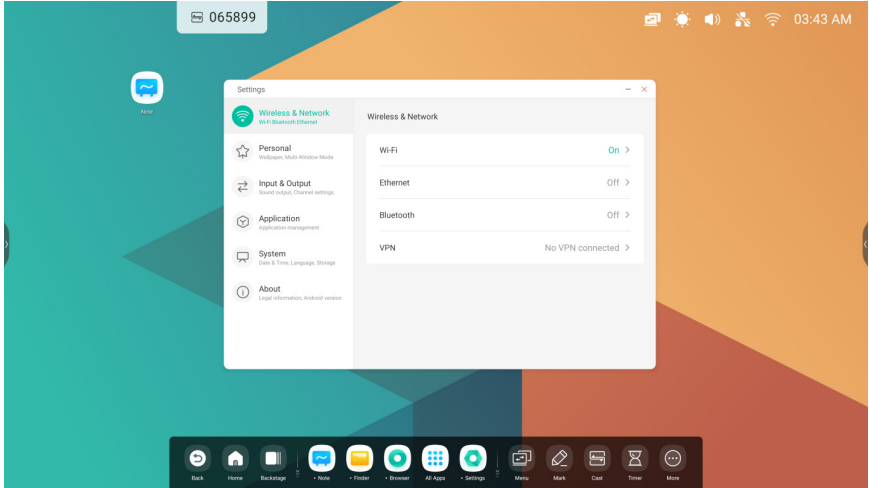 065899
03:43 AM
Note
Settings
Wireless & Network
Wi-Fi Bluetooth Ethernet
Personal
Wallpaper, Multi-Window-Mode
Input & Output
Sound output, Channel settings
Application
Application management
System
Date & Time, Language, Storage
About
Legal information, Android version
Wireless & Network
Wi-Fi On
Ethernet Off
Bluetooth Off
VPN No VPN connected
Back Home Backstage • Note • Finder • Browser All Apps • Settings Menu Mark Cast Timer More